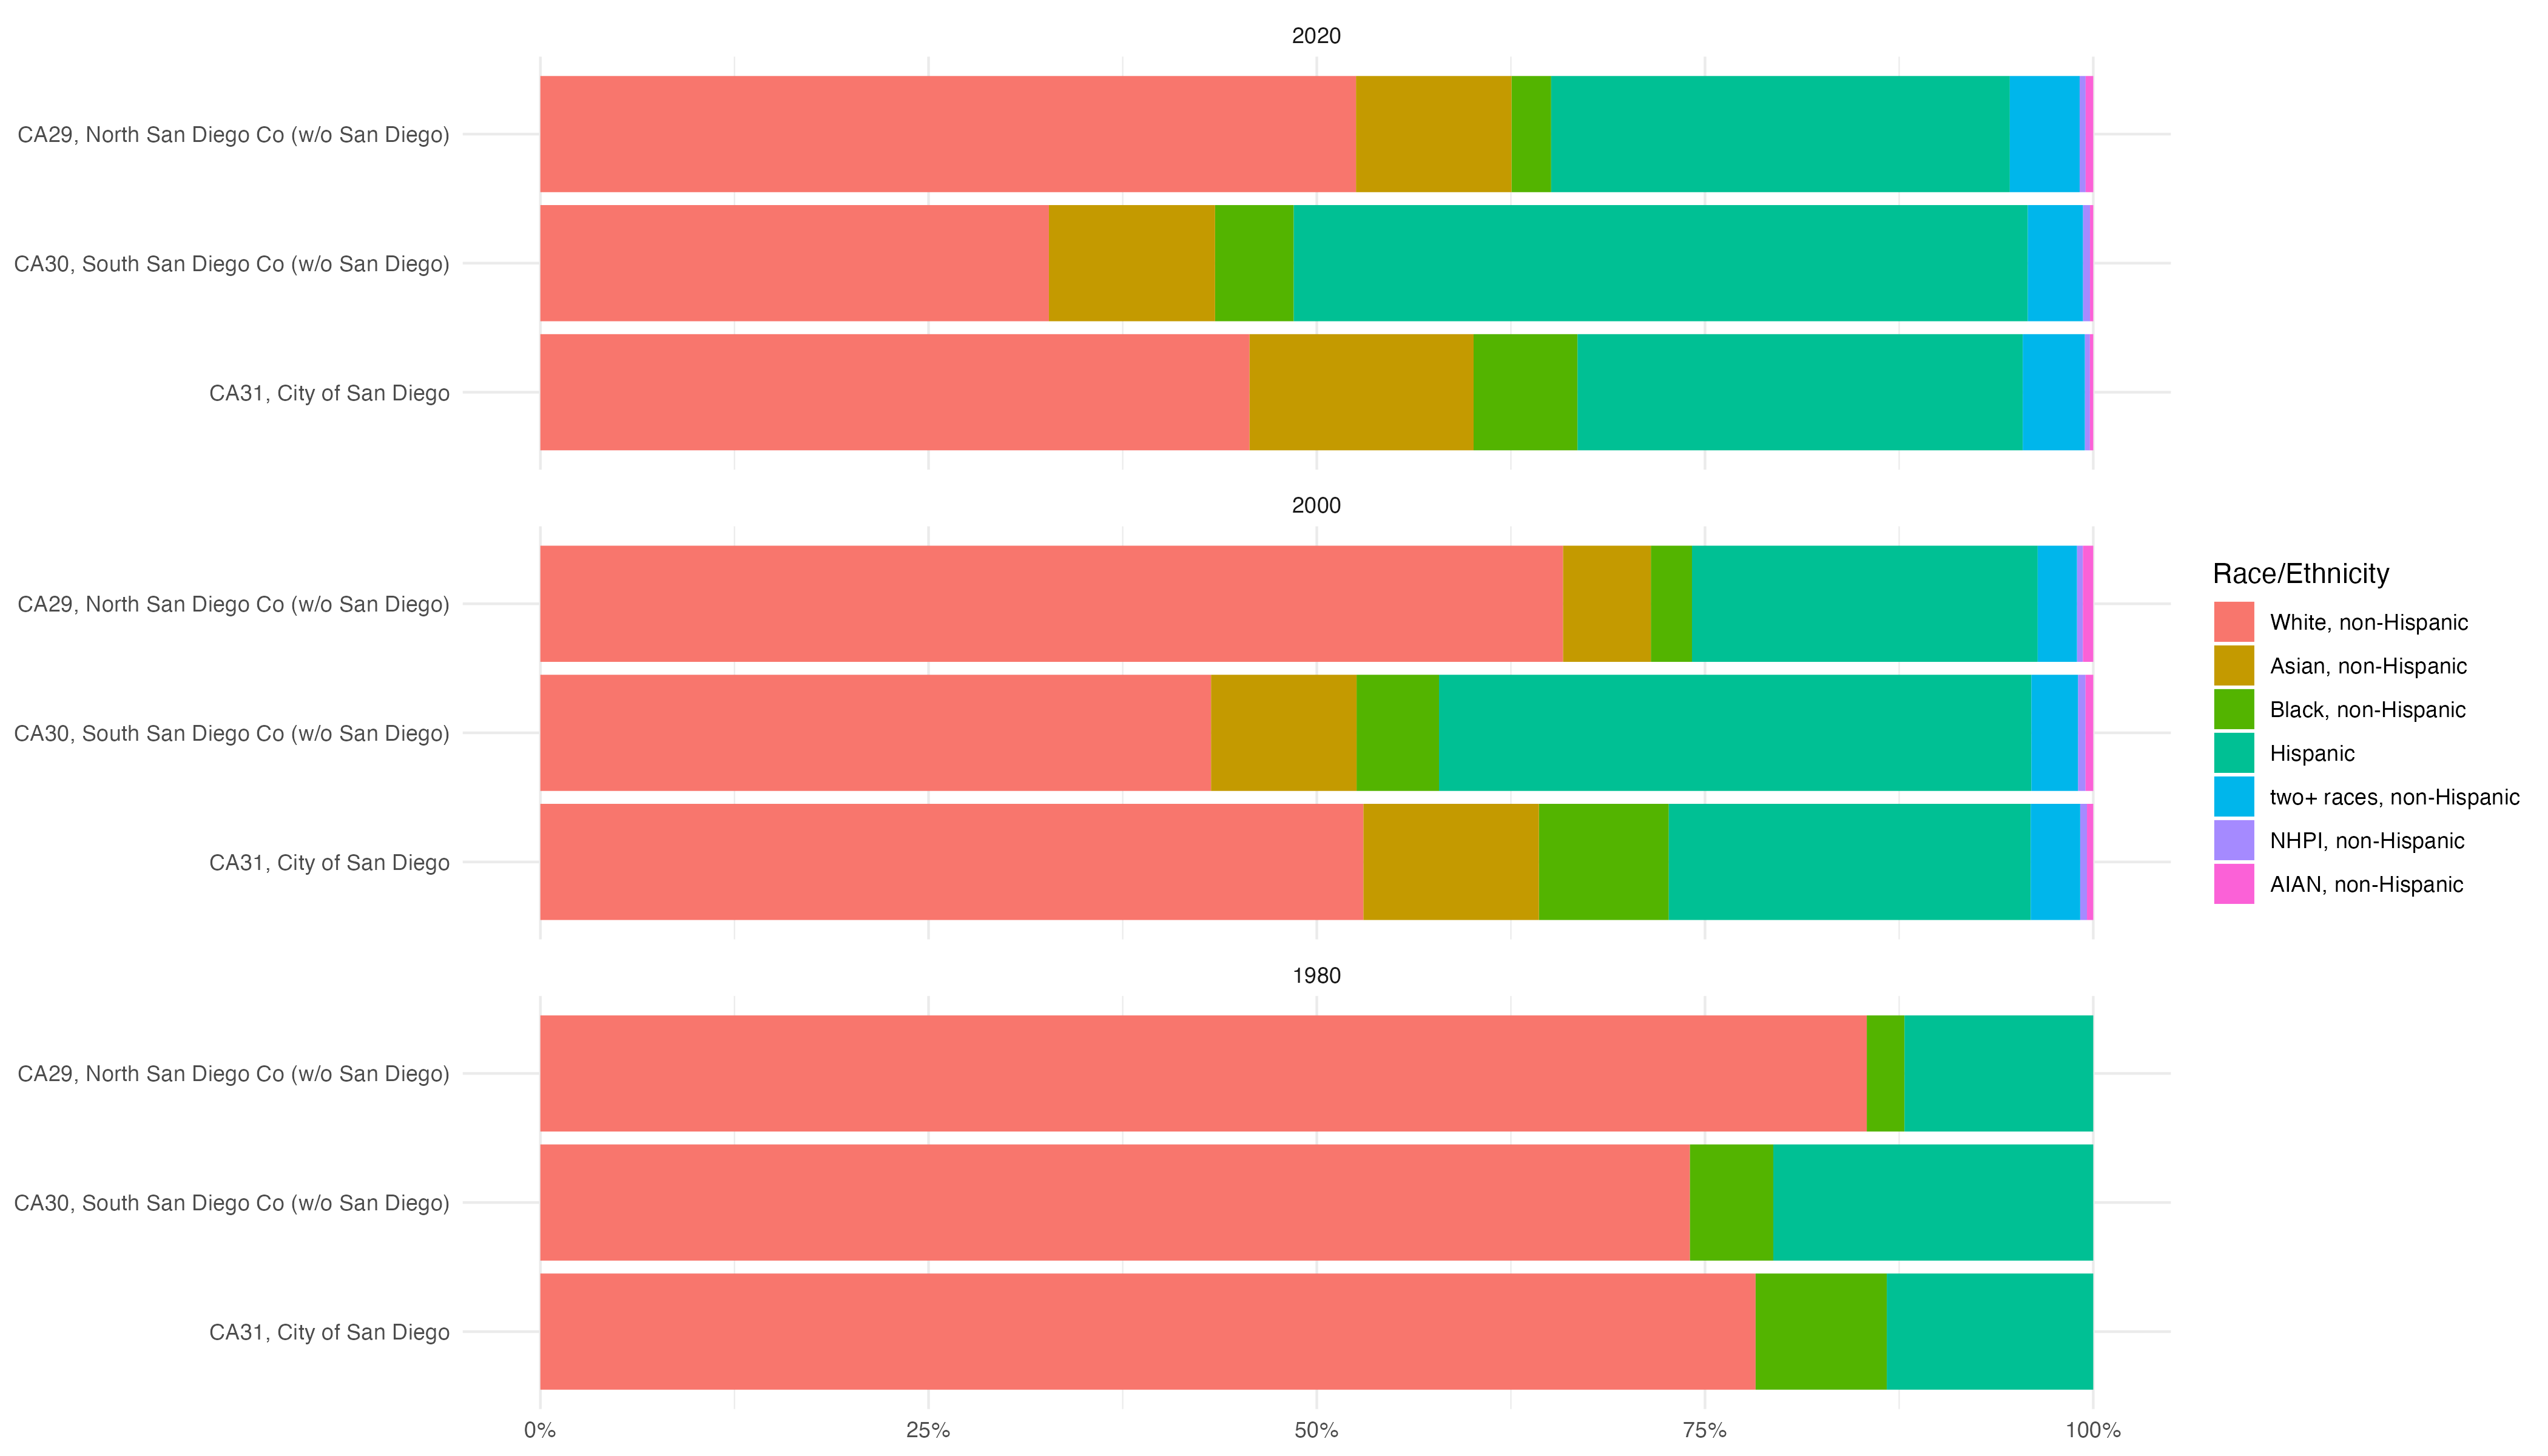 2020
CA29, North San Diego Co (w/o San Diego)
CA30, South San Diego Co (w/o San Diego)
CA31, City of San Diego
2000
CA29, North San Diego Co (w/o San Diego)
CA30, South San Diego Co (w/o San Diego)
CA31, City of San Diego
1980
CA29, North San Diego Co (w/o San Diego)
CA30, South San Diego Co (w/o San Diego)
CA31, City of San Diego
0% 25% 50% 75% 100%
Race/Ethnicity
White, non-Hispanic
Asian, non-Hispanic
Black, non-Hispanic
Hispanic
two+ races, non-Hispanic
NHPI, non-Hispanic
AIAN, non-Hispanic